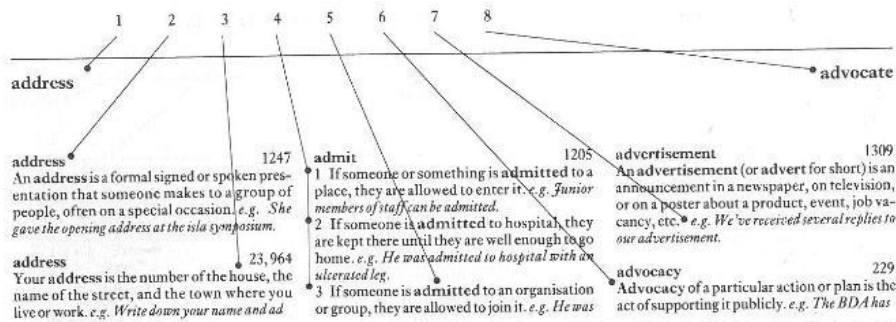 1 2 3 4 5 6 7 8
address advocate
address 1247
An address is a formal signed or spoken pres-
entation that someone makes to a group of
people, often on a special occasion. e.g. She
gave the opening address at the isla symposium.
address 23,964
Your address is the number of the house, the
name of the street, and the town where you
live or work. e.g. Write down your name and ad
admit 1205
1 If someone or something is admitted to a
place, they are allowed to enter it. e.g. Junior
members of staff can be admitted.
2 If someone is admitted to hospital, they
are kept there until they are well enough to go
home. e.g. He was admitted to hospital with an
ulcerated leg.
3 If someone is admitted to an organisation
or group, they are allowed to join it. e.g. He was
advertisement 1309
An advertisement (or advert for short) is an
announcement in a newspaper, on television,
or on a poster about a product, event, job va-
cancy, etc. e.g. We've received several replies to
our advertisement.
advocacy 229
Advocacy of a particular action or plan is the
act of supporting it publicly. e.g. The BDA has